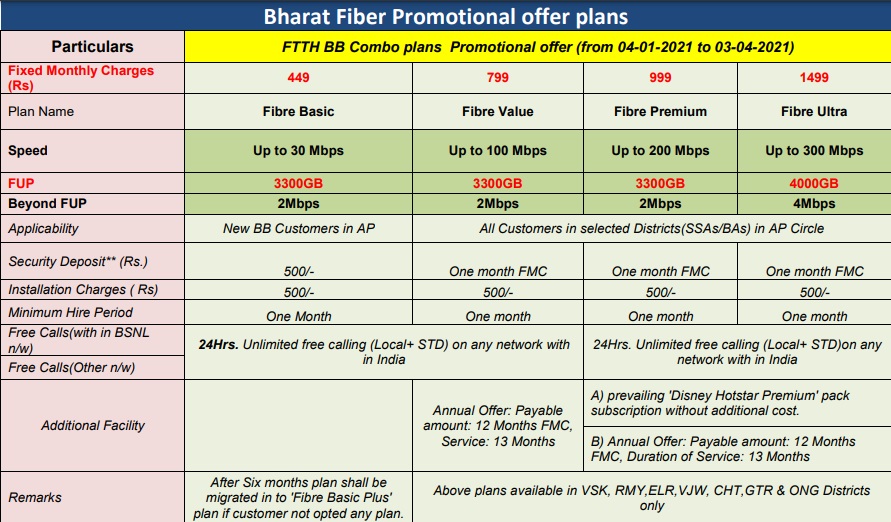 Bharat Fiber Promotional offer plans
Particulars FTTH BB Combo plans Promotional offer (from 04-01-2021 to 03-04-2021)
Fixed Monthly Charges
(Rs) 449 799 999 1499
Plan Name Fibre Basic Fibre Value Fibre Premium Fibre Ultra
Speed Up to 30 Mbps Up to 100 Mbps Up to 200 Mbps Up to 300 Mbps
FUP 3300GB 3300GB 3300GB 4000GB
Beyond FUP 2Mbps 2Mbps 2Mbps 4Mbps
Applicability New BB Customers in AP All Customers in selected Districts(SSAs/BAs) in AP Circle
Security Deposit** (Rs.) 500/- One month FMC One month FMC One month FMC
Installation Charges ( Rs) 500/- 500/- 500/- 500/-
Minimum Hire Period One Month One month One month One month
Free Calls(with in BSNL
n/w)
Free Calls(Other n/w)
24Hrs. Unlimited free calling (Local+ STD) on any network with
in India
24Hrs. Unlimited free calling (Local+ STD)on any
network with in India
Additional Facility
Annual Offer: Payable
amount: 12 Months FMC,
Service: 13 Months
A) prevailing 'Disney Hotstar Premium' pack
subscription without additional cost.
B) Annual Offer: Payable amount: 12 Months
FMC, Duration of Service: 13 Months
Remarks
After Six months plan shall be
migrated in to 'Fibre Basic Plus'
plan if customer not opted any plan.
Above plans available in VSK, RMY,ELR,VJW, CHT,GTR & ONG Districts
only